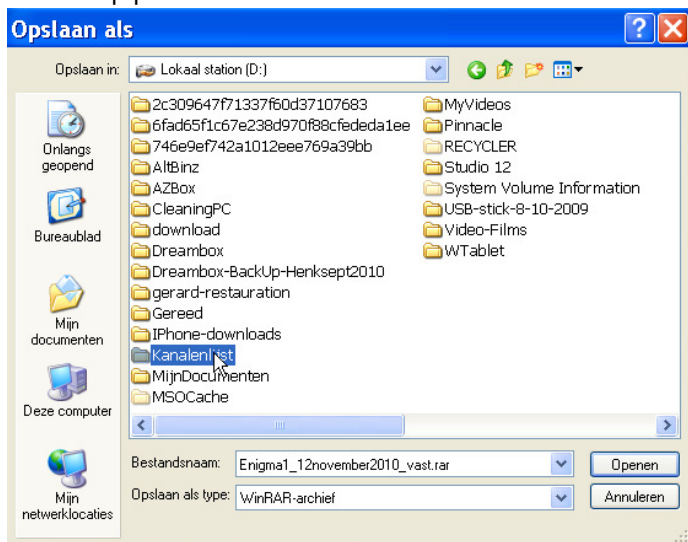 Opslaan als
Opslaan in:
Lokaal station (D:)
Onlangs
geopend
Bureaublad
Mijn
documenten
Deze computer
Mijn
netwerklocaties
2c309647f71337f60d37107683
6fad65f1c67e238d970f88cfededa1ee
746e9ef742a1012eee769a39bb
AltBinz
AZBox
CleaningPC
download
Dreambox
Dreambox-BackUp-Henksept2010
gerard-restauration
Gereed
IPhone-downloads
Kanalenlijst
MijnDocumenten
MSOCache
MyVideos
Pinnacle
RECYCLER
Studio 12
System Volume Information
USB-stick-8-10-2009
Video-Films
WTablet
Bestandsnaam:
Enigma1_12november2010_vast.rar
Openen
Opslaan als type:
WinRAR-archief
Annuleren